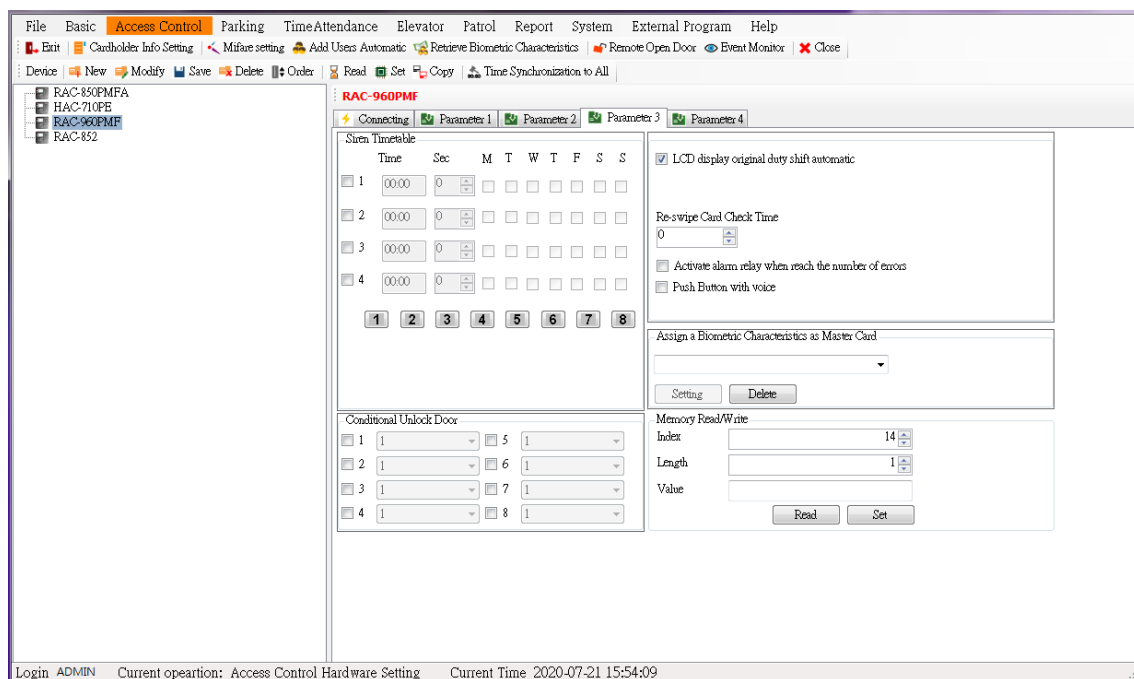 File Basic Access Control Parking TimeAttendance Elevator Patrol Report System External Program Help
Exit Cardholder Info Setting Mifare setting Add Users Automatic Retrieve Biometric Characteristics Remote Open Door Event Monitor Close
Device New Modify Save Delete Order Read Set Copy Time Synchronization to All
RAC-850PMFA
HAC-710PE
RAC-960PMF
RAC-852
RAC-960PMF
Connecting Parameter 1 Parameter 2 Parameter 3 Parameter 4
Siren Timetable
Time Sec M T W T F S S
1 00:00 0
2 00:00 0
3 00:00 0
4 00:00 0
1 2 3 4 5 6 7 8
LCD display original duty shift automatic
Re-swipe Card Check Time
0
Activate alarm relay when reach the number of errors
Push Button with voice
Assign a Biometric Characteristics as Master Card
Setting Delete
Conditional Unlock Door
1 1 5 1
2 1 6 1
3 1 7 1
4 1 8 1
Memory Read/Write
Index 14
Length 1
Value
Read Set
Login ADMIN Current opeartion: Access Control Hardware Setting Current Time 2020-07-21 15:54:09